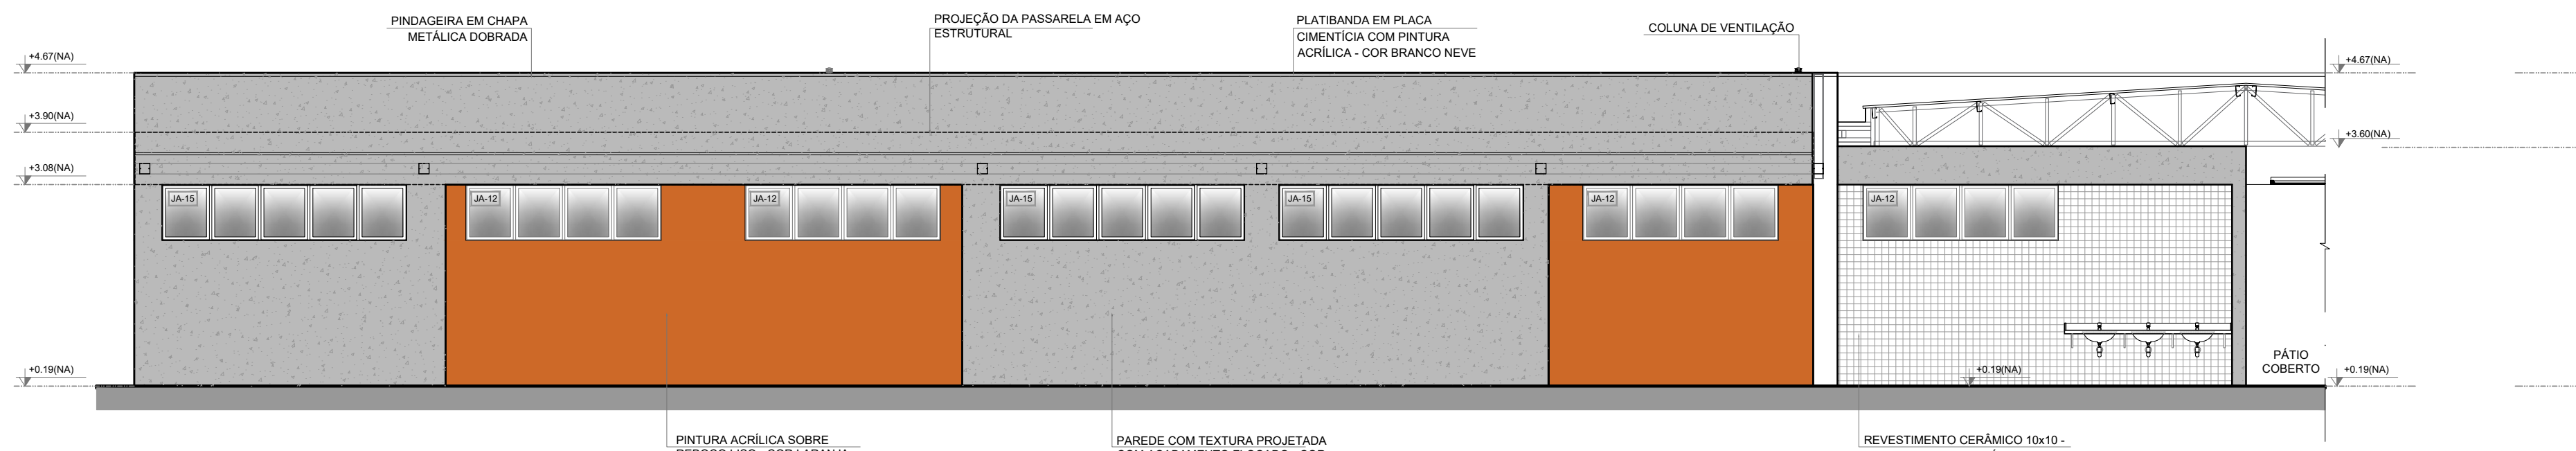 PINDAGEIRA EM CHAPA
METÁLICA DOBRADA
PROJEÇÃO DA PASSARELA EM AÇO
ESTRUTURAL
PLATIBANDA EM PLACA
CIMENTÍCIA COM PINTURA
ACRÍLICA - COR BRANCO NEVE
COLUNA DE VENTILAÇÃO
+4.67(NA)
+4.67(NA)
+3.90(NA)
+3.60(NA)
+3.08(NA)
JA-15
JA-12
JA-12
JA-15
JA-15
JA-12
JA-12
PÁTIO
COBERTO
+0.19(NA)
+0.19(NA)
+0.19(NA)
PINTURA ACRÍLICA SOBRE
PAREDE COM TEXTURA PROJETADA
REVESTIMENTO CERÂMICO 10x10 -